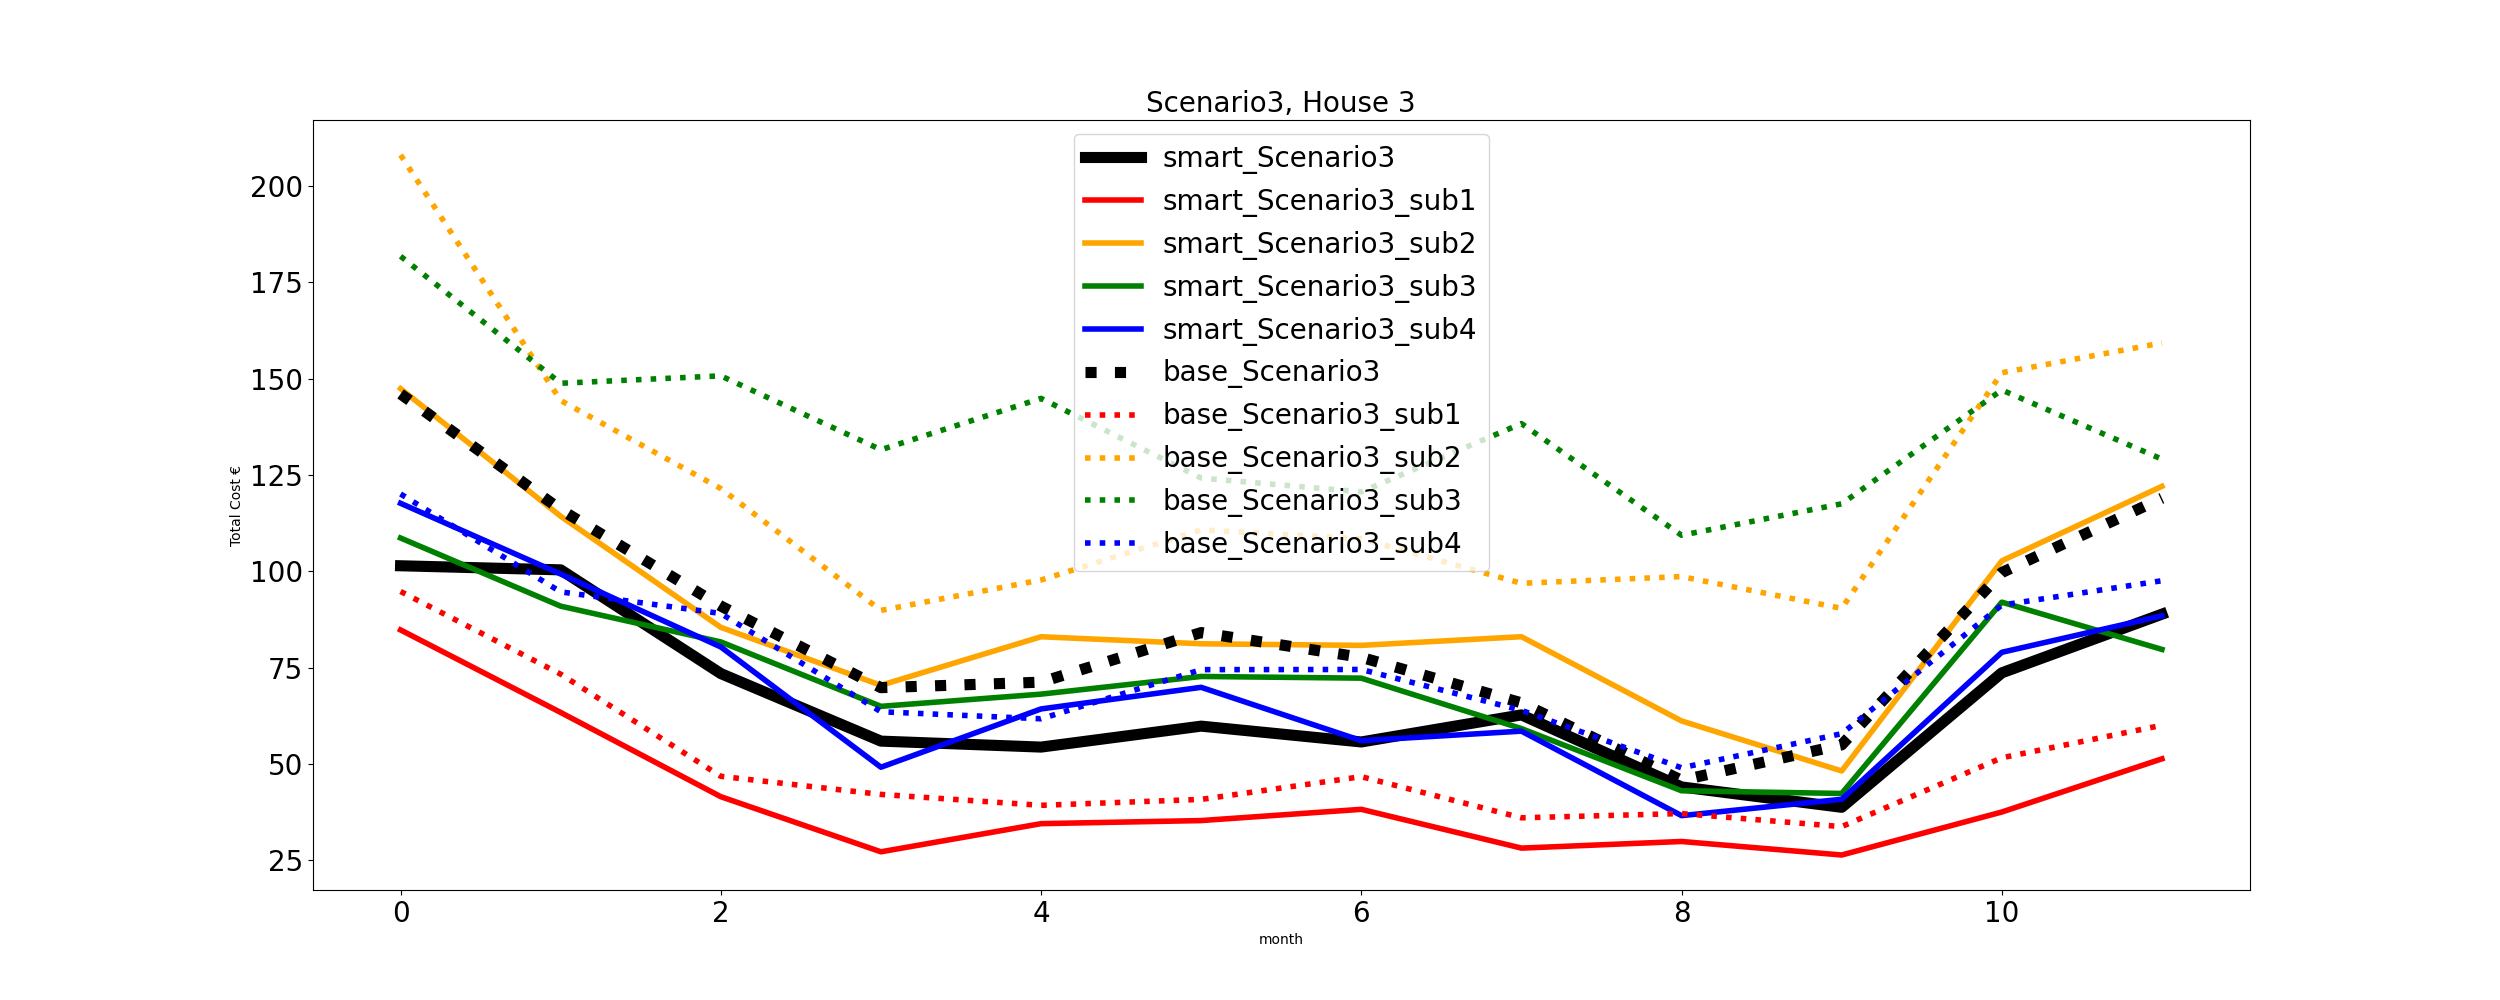 Scenario3, House 3
smart_Scenario3
smart_Scenario3_sub1
smart_Scenario3_sub2
smart_Scenario3_sub3
smart_Scenario3_sub4
base_Scenario3
base_Scenario3_sub1
base_Scenario3_sub2
base_Scenario3_sub3
base_Scenario3_sub4
Total Cost €
200
175
150
125
100
75
50
25
0 2 4 6 8 10
month